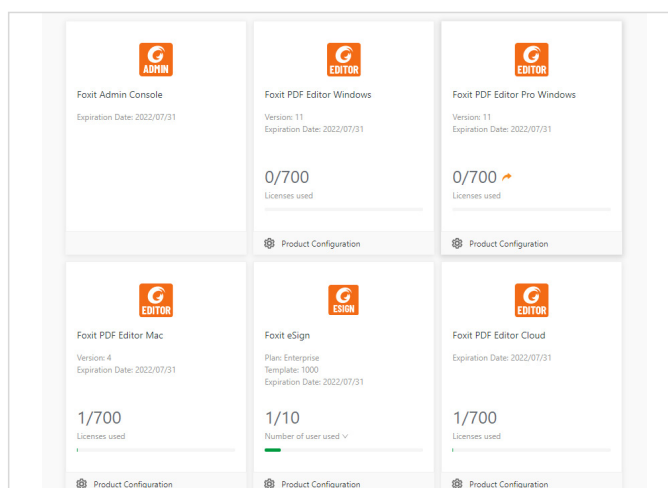 ADMIN
Foxit Admin Console
Expiration Date: 2022/07/31
EDITOR
Foxit PDF Editor Windows
Version: 11
Expiration Date: 2022/07/31
0/700
Licenses used
Product Configuration
EDITOR
Foxit PDF Editor Pro Windows
Version: 11
Expiration Date: 2022/07/31
0/700
Licenses used
Product Configuration
EDITOR
Foxit PDF Editor Mac
Version: 4
Expiration Date: 2022/07/31
1/700
Licenses used
Product Configuration
ESIGN
Foxit eSign
Plan: Enterprise
Template: 1000
Expiration Date: 2022/07/31
1/10
Number of user used
Product Configuration
EDITOR
Foxit PDF Editor Cloud
Expiration Date: 2022/07/31
1/700
Licenses used
Product Configuration